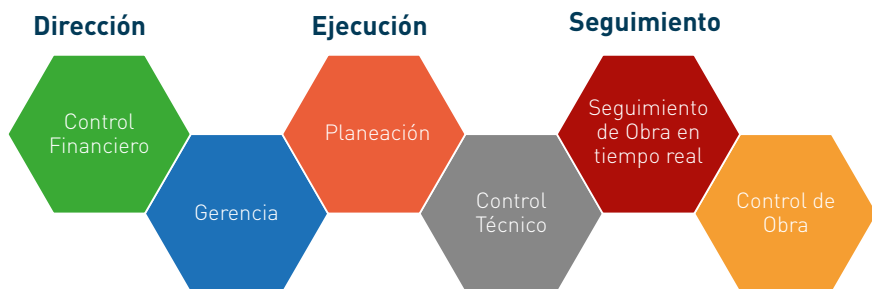 Dirección
Ejecución
Seguimiento
Control
Financiero
Gerencia
Planeación
Control
Técnico
Seguimiento
de Obra en
tiempo real
Control de
Obra